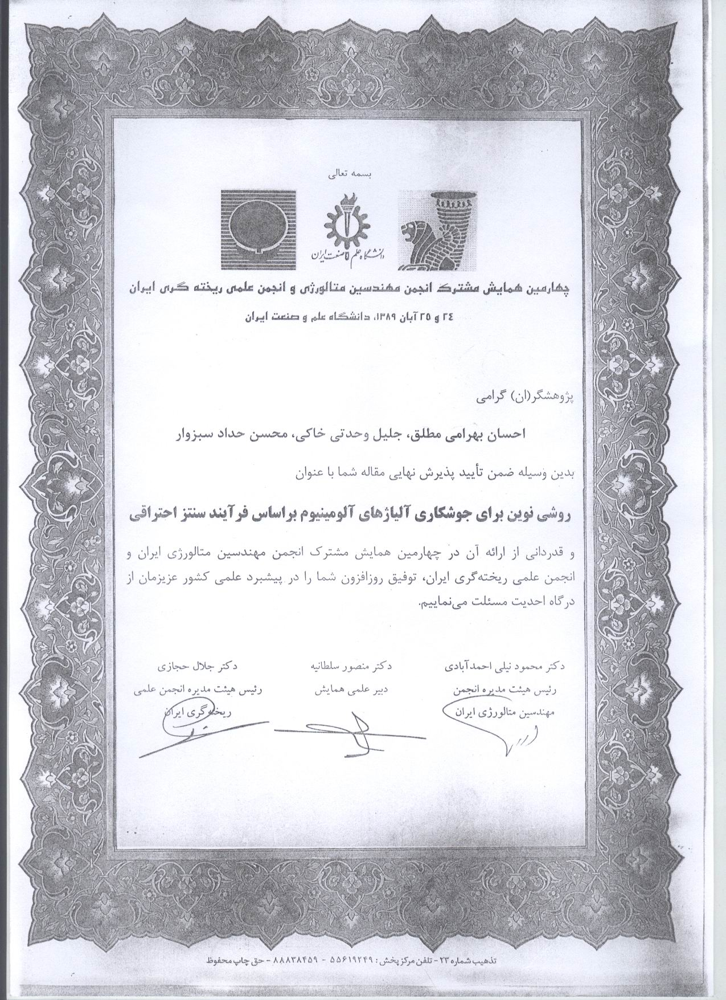 بسمه تعالی
دانشگاه علم و صنعت ایران
چهارمین همایش مشترک انجمن مهندسین متالورژی و انجمن علمی ریخته گری ایران
۲۴ و ۲۵ آبان ۱۳۸۹، دانشگاه علم و صنعت ایران
پژوهشگر(ان) گرامی
احسان بهرامی مطلق، جلیل وحدتی خاکی، محسن حداد سبزوار
بدین وسیله ضمن تأیید پذیرش نهایی مقاله شما با عنوان
روشی نوین برای جوشکاری آلیاژهای آلومینیوم براساس فرآیند سنتز احتراقی
و قدردانی از ارائه آن در چهارمین همایش مشترک انجمن مهندسین متالورژی ایران و
انجمن علمی ریخته‌گری ایران، توفیق روزافزون شما را در پیشبرد علمی کشور عزیزمان از
درگاه احدیت مسئلت می‌نماییم.
دکتر محمود نیلی احمدآبادی
رئیس هیئت مدیره انجمن
مهندسین متالورژی ایران
دکتر منصور سلطانیه
دبیر علمی همایش
دکتر جلال حجازی
رئیس هیئت مدیره انجمن علمی
ریخته‌گری ایران
تذهیب شماره ۲۳ - تلفن مرکز پخش : ۵۵۶۱۹۲۴۹ - ۸۸۸۳۸۴۵۹ - حق چاپ محفوظ